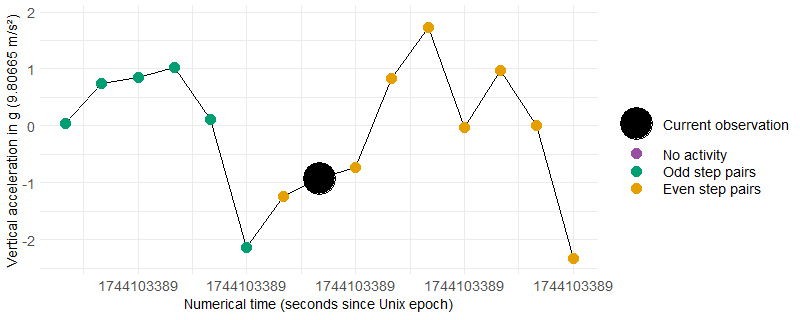 Vertical acceleration in g (9.80665 m/s²)
2
1
0
-1
-2
1744103389 1744103389 1744103389 1744103389 1744103389
Numerical time (seconds since Unix epoch)
Current observation
No activity
Odd step pairs
Even step pairs